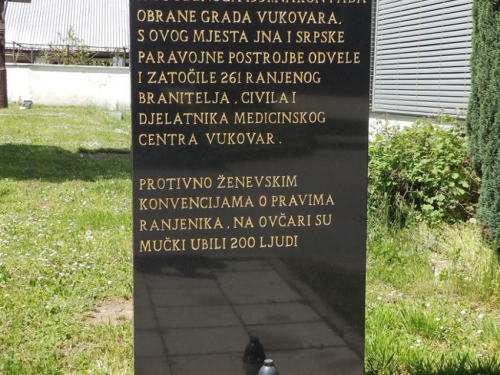 OBRANE GRADA VUKOVARA,
S OVOG MJESTA JNA I SRPSKE
PARAVOJNE POSTROJBE ODVELE
I ZATOČILE 261 RANJENOG
BRANITELJA , CIVILA I
DJELATNIKA MEDICINSKOG
CENTRA VUKOVAR .
PROTIVNO ŽENEVSKIM
KONVENCIJAMA O PRAVIMA
RANJENIKA, NA OVČARI SU
MUČKI UBILI 200 LJUDI